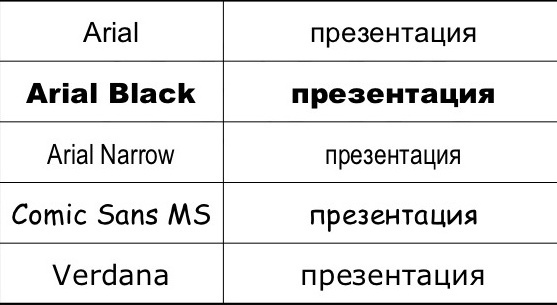 Arial презентация
Arial Black презентация
Arial Narrow презентация
Comic Sans MS презентация
Verdana презентация